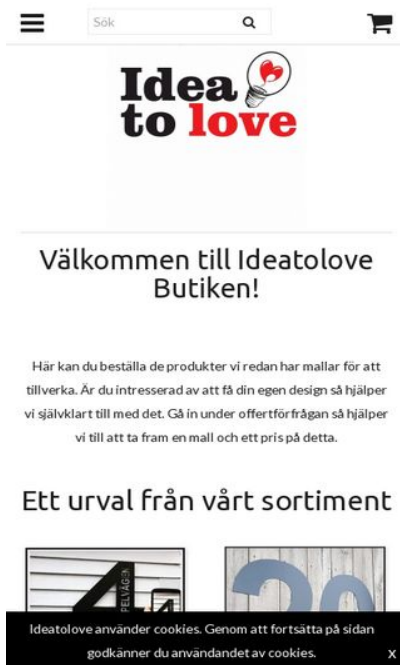 Sök
Idea
to love
Välkommen till Ideatolove
Butiken!
Här kan du beställa de produkter vi redan har mallar för att
tillverka. Är du intresserad av att få din egen design så hjälper
vi självklart till med det. Gå in under offertförfrågan så hjälper
vi till att ta fram en mall och ett pris på detta.
Ett urval från vårt sortiment
4
20
Ideatolove använder cookies. Genom att fortsätta på sidan
godkänner du användandet av cookies.
x